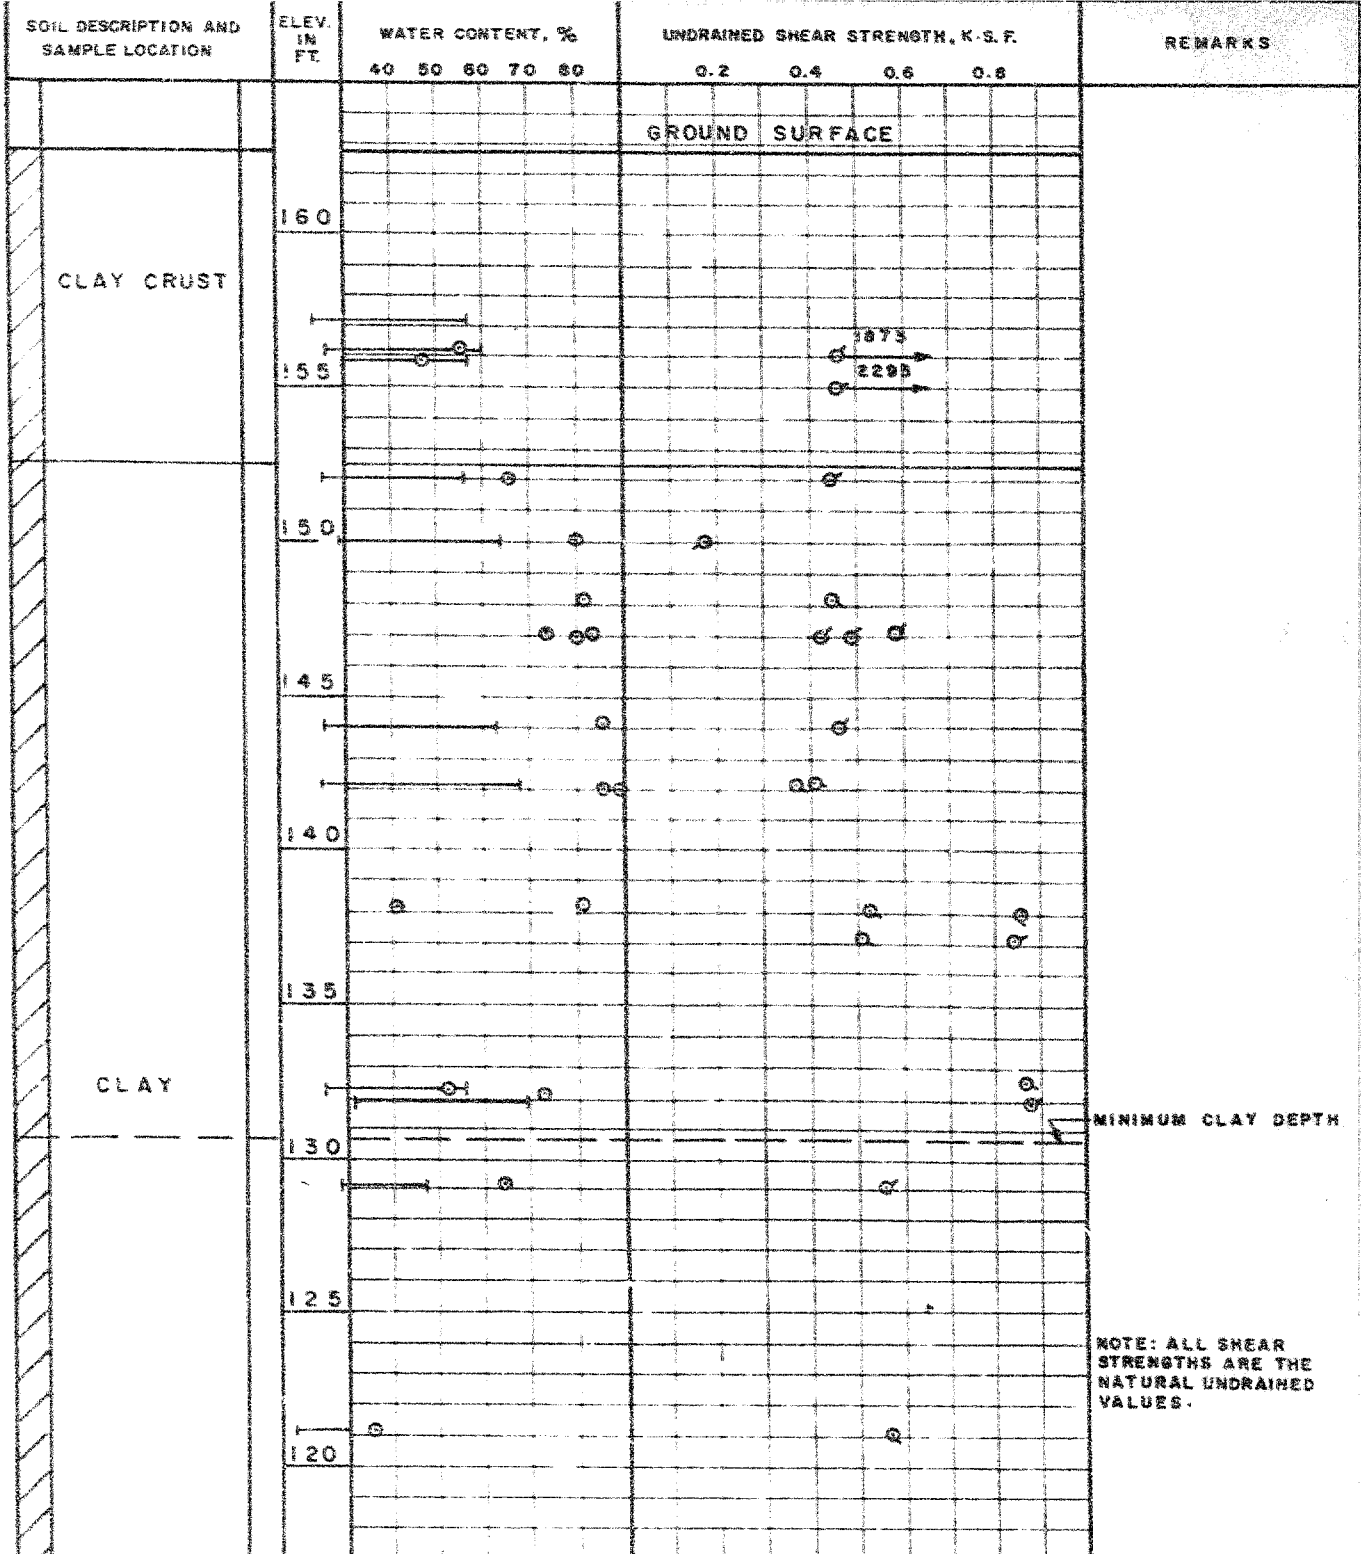 SOIL DESCRIPTION AND
SAMPLE LOCATION
ELEV.
IN
FT.
WATER CONTENT, %
40 50 60 70 80
UNDRAINED SHEAR STRENGTH, K.S.F.
0.2 0.4 0.6 0.8
REMARKS
GROUND SURFACE
160
CLAY CRUST
1873
155
2295
150
145
140
135
CLAY
MINIMUM CLAY DEPTH
130
125
NOTE: ALL SHEAR
STRENGTHS ARE THE
NATURAL UNDRAINED
VALUES.
120